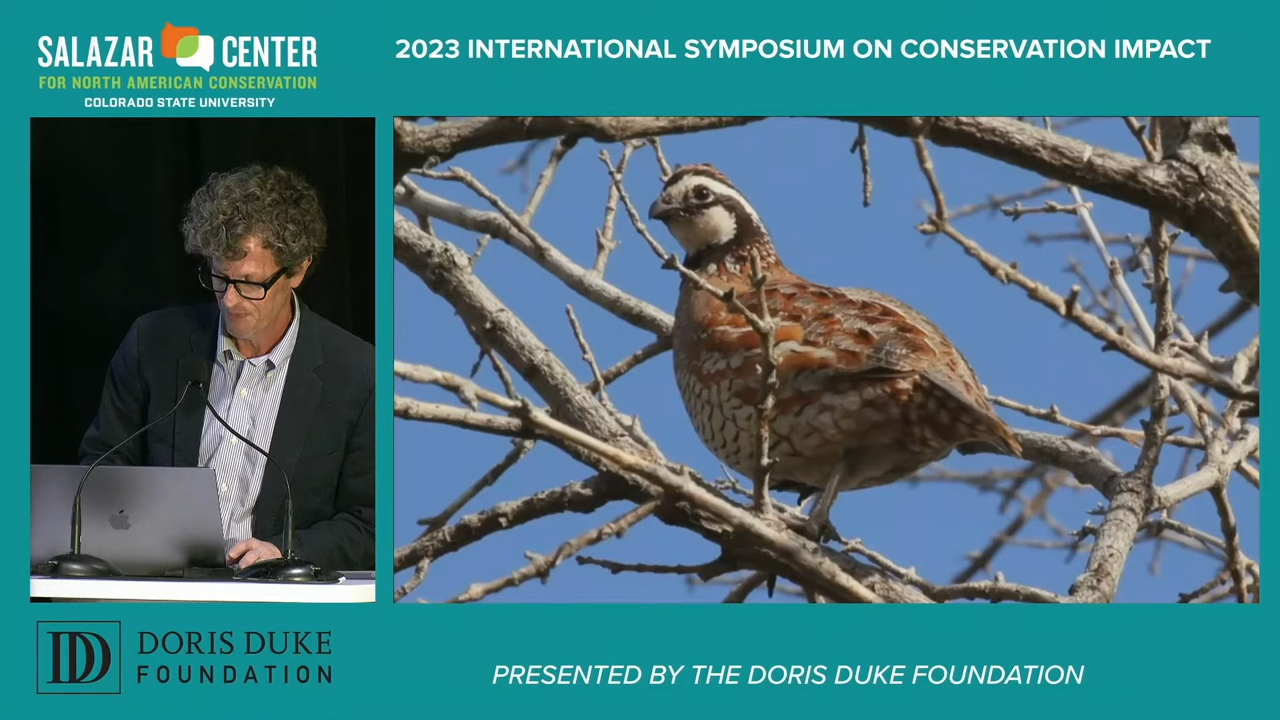 SALAZAR CENTER
FOR NORTH AMERICAN CONSERVATION
COLORADO STATE UNIVERSITY
2023 INTERNATIONAL SYMPOSIUM ON CONSERVATION IMPACT
DD
DORIS DUKE
FOUNDATION
PRESENTED BY THE DORIS DUKE FOUNDATION